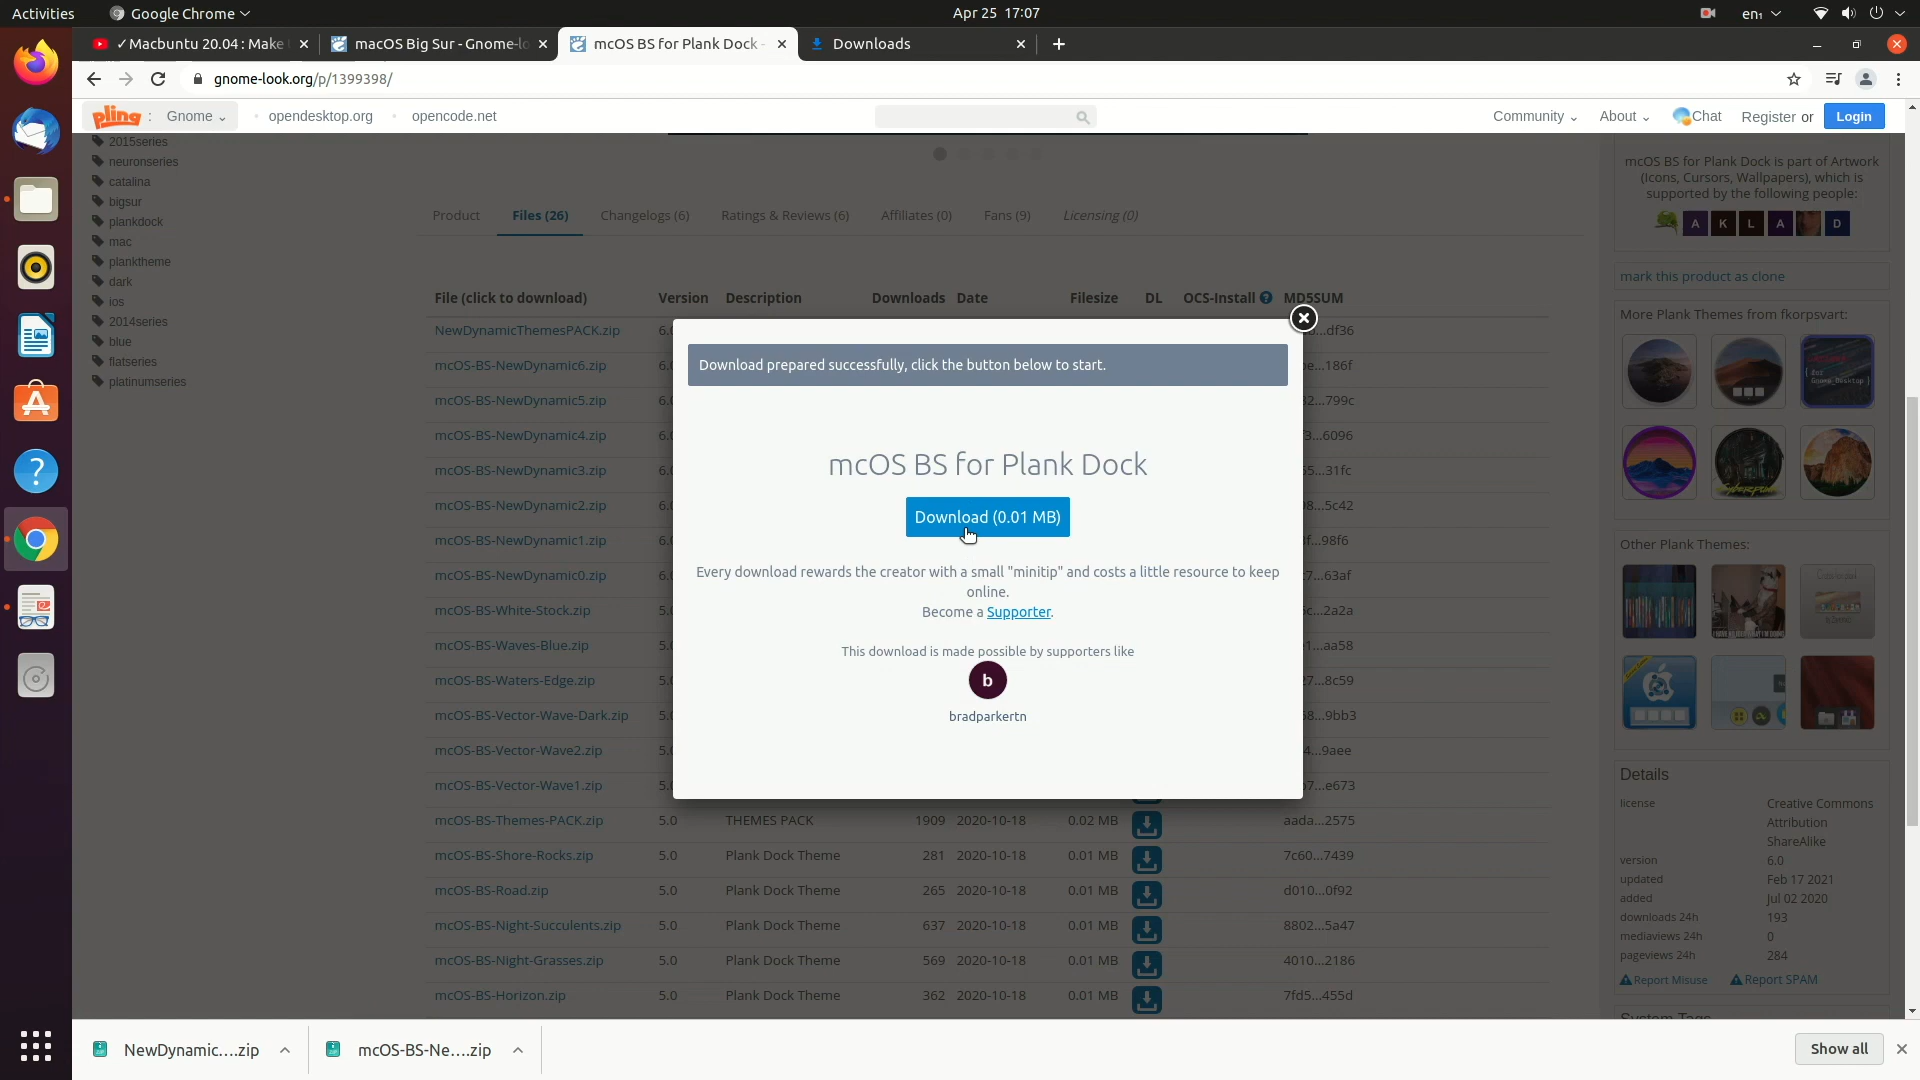 Activities
Google Chrome
Apr 25 17:07
en₁
✓Macbuntu 20.04 : Make
macOS Big Sur - Gnome-lo
mcOS BS for Plank Dock -
Downloads
gnome-look.org/p/1399398/
pling : Gnome
opendesktop.org
opencode.net
Community
About
Chat
Register or
Login
2015series
neuronseries
catalina
bigsur
plankdock
mac
planktheme
dark
ios
2014series
blue
flatseries
platinumseries
Product
Files (26)
Changelogs (6)
Ratings & Reviews (6)
Affiliates (0)
Fans (9)
Licensing (0)
File (click to download) Version Description Downloads Date Filesize DL OCS-Install ? MD5SUM
NewDynamicThemesPACK.zip
mcOS-BS-NewDynamic6.zip
mcOS-BS-NewDynamic5.zip
mcOS-BS-NewDynamic4.zip
mcOS-BS-NewDynamic3.zip
mcOS-BS-NewDynamic2.zip
mcOS-BS-NewDynamic1.zip
mcOS-BS-NewDynamic0.zip
mcOS-BS-White-Stock.zip
mcOS-BS-Waves-Blue.zip
mcOS-BS-Waters-Edge.zip
mcOS-BS-Vector-Wave-Dark.zip
mcOS-BS-Vector-Wave2.zip
mcOS-BS-Vector-Wave1.zip
mcOS-BS-Themes-PACK.zip 5.0 THEMES PACK 1909 2020-10-18 0.02 MB aada...2575
mcOS-BS-Shore-Rocks.zip 5.0 Plank Dock Theme 281 2020-10-18 0.01 MB 7c60...7439
mcOS-BS-Road.zip 5.0 Plank Dock Theme 265 2020-10-18 0.01 MB d010...0f92
mcOS-BS-Night-Succulents.zip 5.0 Plank Dock Theme 637 2020-10-18 0.01 MB 8802...5a47
mcOS-BS-Night-Grasses.zip 5.0 Plank Dock Theme 569 2020-10-18 0.01 MB 4010...2186
mcOS-BS-Horizon.zip 5.0 Plank Dock Theme 362 2020-10-18 0.01 MB 7fd5...455d
Download prepared successfully, click the button below to start.
mcOS BS for Plank Dock
Download (0.01 MB)
Every download rewards the creator with a small "minitip" and costs a little resource to keep
online.
Become a Supporter.
This download is made possible by supporters like
b
bradparkertn
mcOS BS for Plank Dock is part of Artwork
(Icons, Cursors, Wallpapers), which is
supported by the following people:
A K L A D
mark this product as clone
More Plank Themes from fkorpsvart:
Other Plank Themes:
Details
license Creative Commons
Attribution
ShareAlike
version 6.0
updated Feb 17 2021
added Jul 02 2020
downloads 24h 193
mediaviews 24h 0
pageviews 24h 284
Report Misuse
Report SPAM
System Tags
NewDynamic....zip
mcOS-BS-Ne....zip
Show all